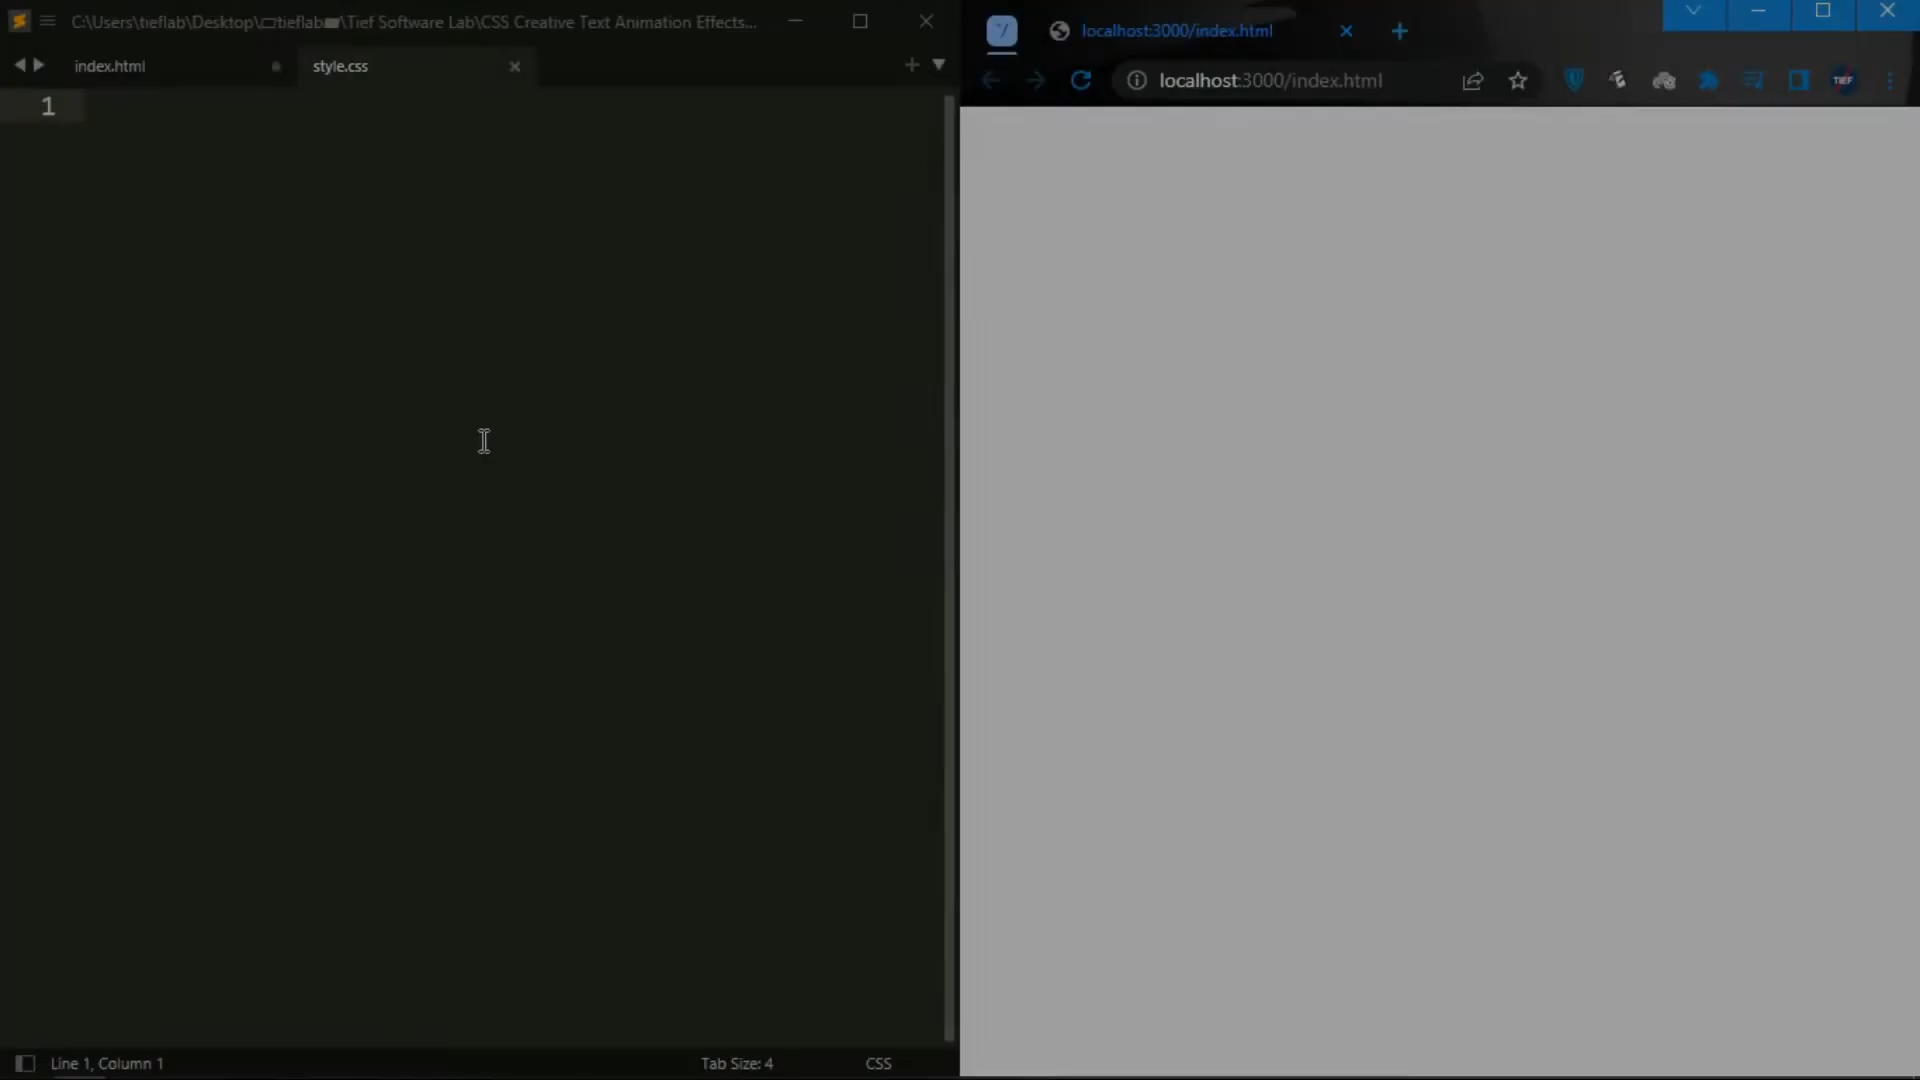 C:\Users\tieflab\Desktop\▭tieflab▬\Tief Software Lab\CSS Creative Text Animation Effects...
index.html
style.css
1
Line 1, Column 1
Tab Size: 4
CSS
localhost:3000/index.html
localhost:3000/index.html
TIEF